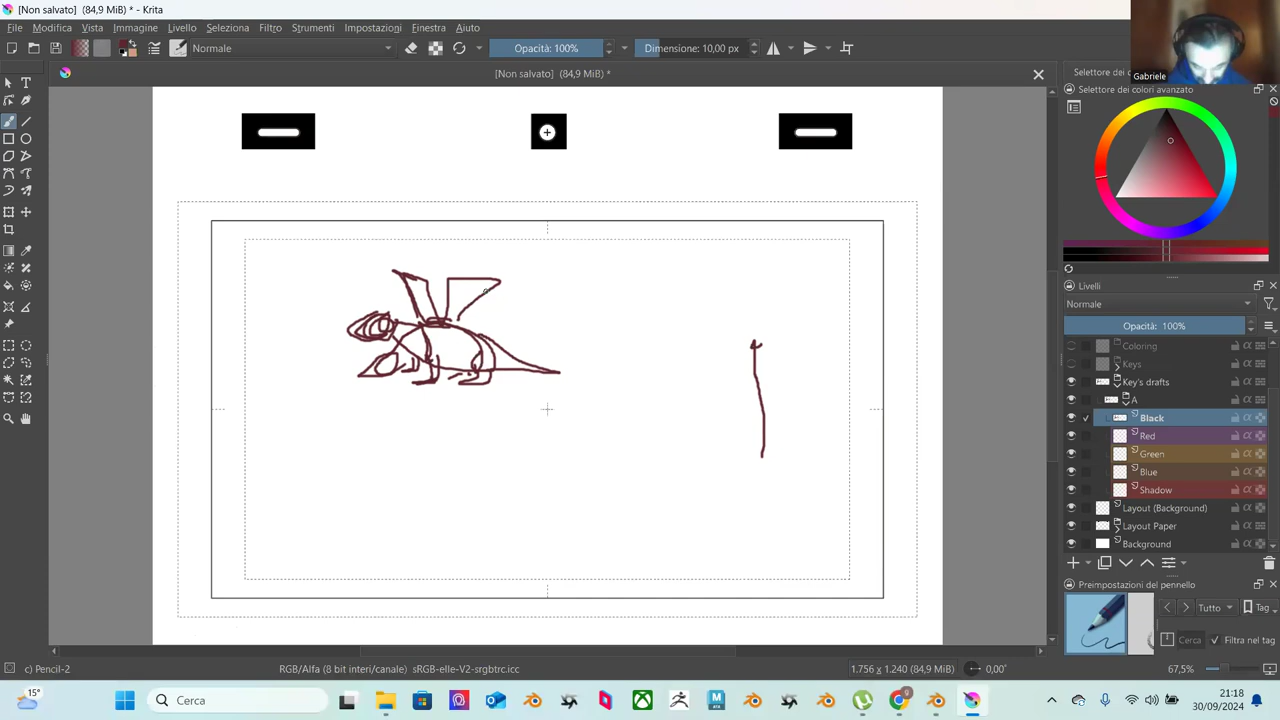 [Non salvato] (84,9 MiB) * - Krita
File Modifica Vista Immagine Livello Seleziona Filtro Strumenti Impostazioni Finestra Aiuto
Normale Opacità: 100% Dimensione: 10,00 px
[Non salvato] (84,9 MiB) *
Gabriele
Selettore dei colori avanzato
Livelli
Normale
Opacità: 100%
Coloring
Keys
Key's drafts
A
Black
Red
Green
Blue
Shadow
Layout (Background)
Layout Paper
Background
Preimpostazioni del pennello
Tutto Tag
Cerca Filtra nel tag
c) Pencil-2 RGB/Alfa (8 bit interi/canale) sRGB-elle-V2-srgbtrc.icc 1.756 x 1.240 (84,9 MiB) 0,00° 67,5%
15° Cerca 21:18
30/09/2024